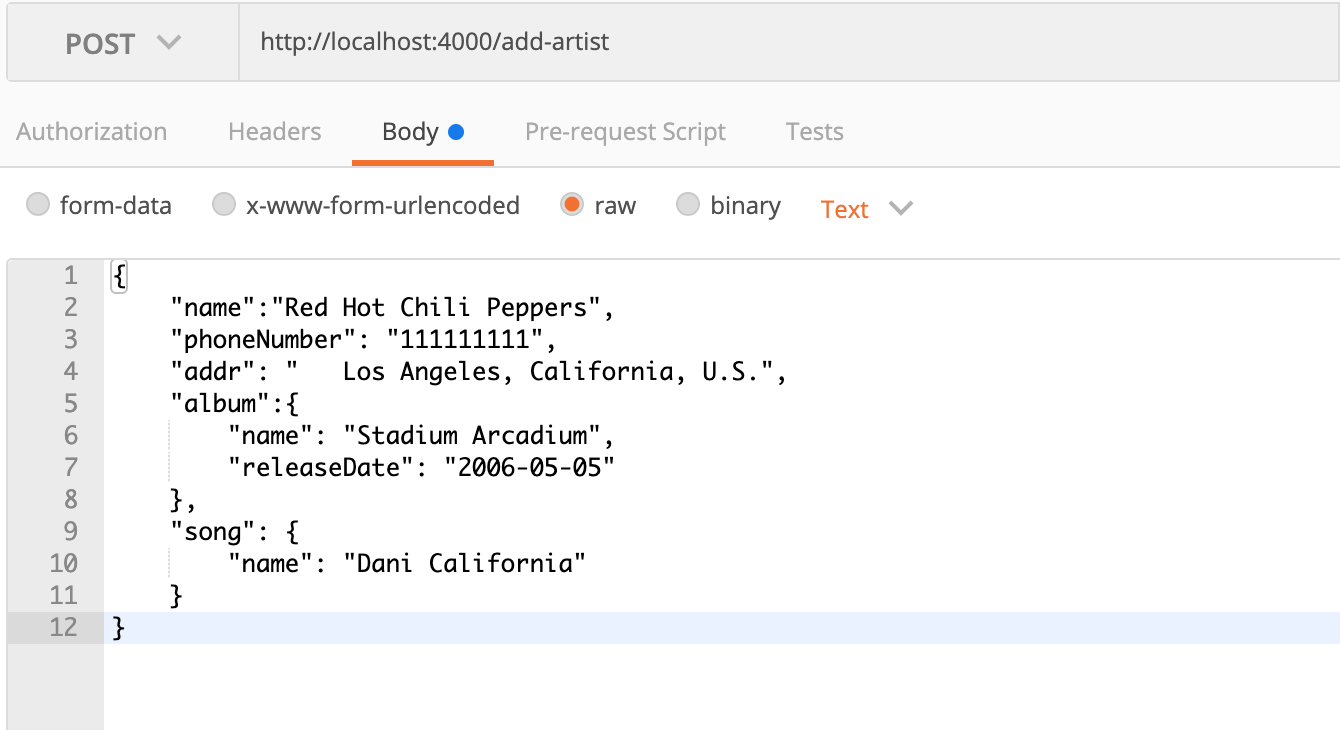 POST http://localhost:4000/add-artist
Authorization Headers Body Pre-request Script Tests
form-data x-www-form-urlencoded raw binary Text
1 {
2     "name":"Red Hot Chili Peppers",
3     "phoneNumber": "111111111",
4     "addr": "   Los Angeles, California, U.S.",
5     "album":{
6         "name": "Stadium Arcadium",
7         "releaseDate": "2006-05-05"
8     },
9     "song": {
10         "name": "Dani California"
11     }
12 }